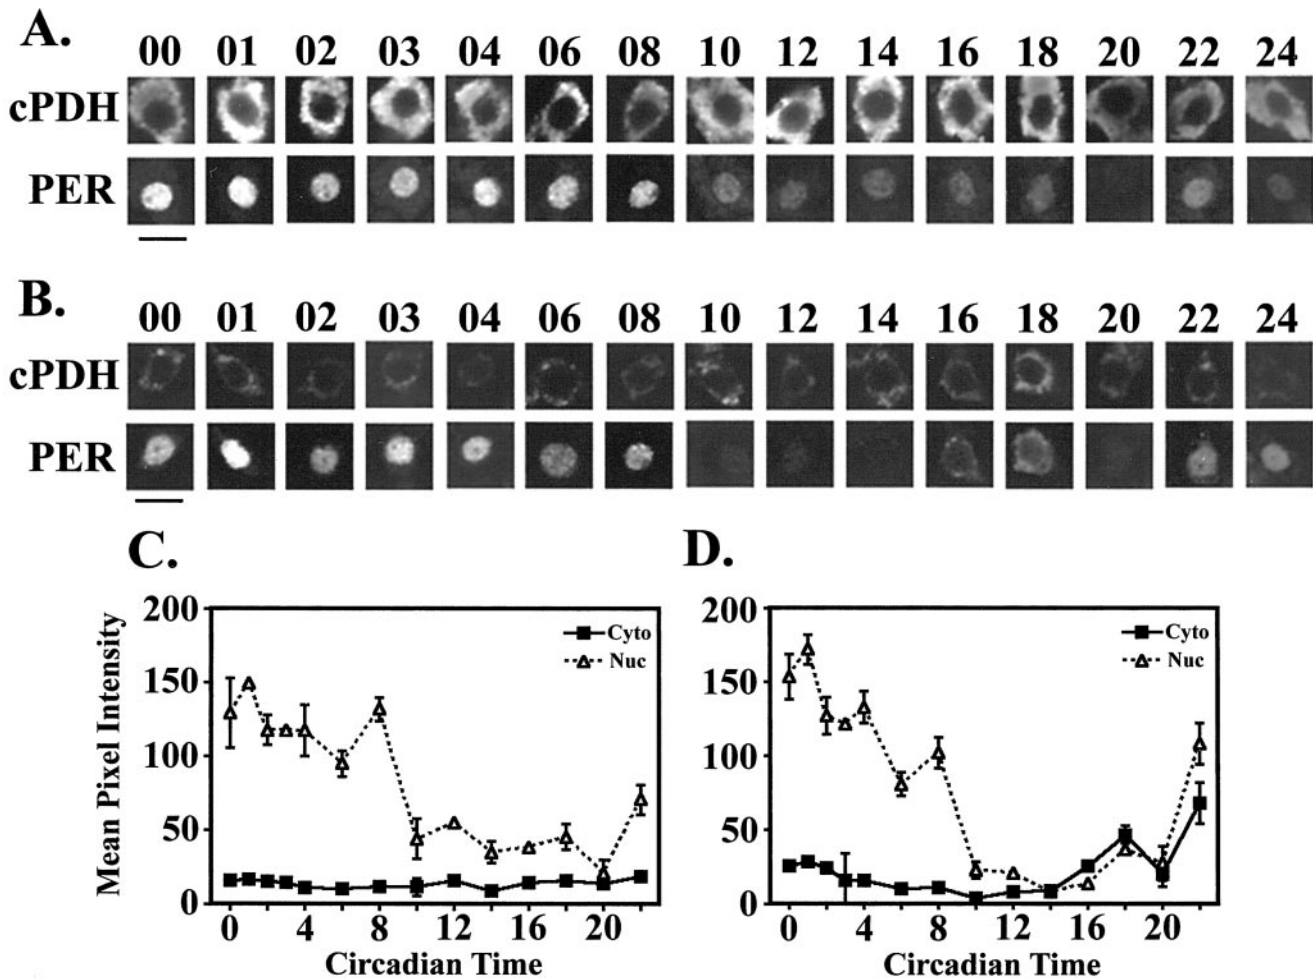 A.
00 01 02 03 04 06 08 10 12 14 16 18 20 22 24
cPDH
PER
B.
00 01 02 03 04 06 08 10 12 14 16 18 20 22 24
cPDH
PER
C.
Mean Pixel Intensity
200
150
100
50
0
Cyto
Nuc
0 4 8 12 16 20
Circadian Time
D.
200
150
100
50
0
Cyto
Nuc
0 4 8 12 16 20
Circadian Time